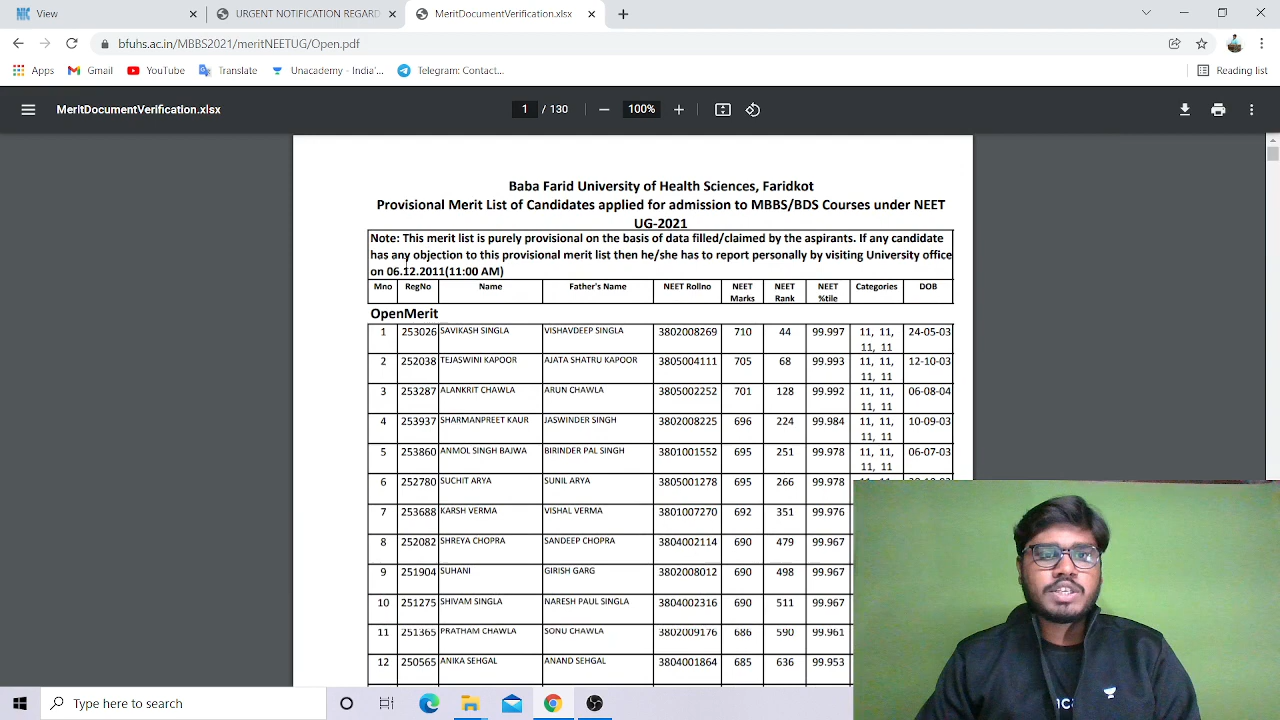 View
URGENT NOTIFICATION REGARD
MeritDocumentVerification.xlsx
bfuhs.ac.in/MBBS2021/meritNEETUG/Open.pdf
Apps Gmail YouTube Translate Unacademy - India'... Telegram: Contact... Reading list
MeritDocumentVerification.xlsx 1 / 130 100%
Baba Farid University of Health Sciences, Faridkot
Provisional Merit List of Candidates applied for admission to MBBS/BDS Courses under NEET
UG-2021
Note: This merit list is purely provisional on the basis of data filled/claimed by the aspirants. If any candidate
has any objection to this provisional merit list then he/she has to report personally by visiting University office
on 06.12.2011(11:00 AM)
Mno RegNo Name Father's Name NEET Rollno NEET Marks NEET Rank NEET %tile Categories DOB
OpenMerit
1 253026 SAVIKASH SINGLA VISHAVDEEP SINGLA 3802008269 710 44 99.997 11, 11, 11, 11 24-05-03
2 252038 TEJASWINI KAPOOR AJATA SHATRU KAPOOR 3805004111 705 68 99.993 11, 11, 11, 11 12-10-03
3 253287 ALANKRIT CHAWLA ARUN CHAWLA 3805002252 701 128 99.992 11, 11, 11, 11 06-08-04
4 253937 SHARMANPREET KAUR JASWINDER SINGH 3802008225 696 224 99.984 11, 11, 11, 11 10-09-03
5 253860 ANMOL SINGH BAJWA BIRINDER PAL SINGH 3801001552 695 251 99.978 11, 11, 11, 11 06-07-03
6 252780 SUCHIT ARYA SUNIL ARYA 3805001278 695 266 99.978
7 253688 KARSH VERMA VISHAL VERMA 3801007270 692 351 99.976
8 252082 SHREYA CHOPRA SANDEEP CHOPRA 3804002114 690 479 99.967
9 251904 SUHANI GIRISH GARG 3802008012 690 498 99.967
10 251275 SHIVAM SINGLA NARESH PAUL SINGLA 3804002316 690 511 99.967
11 251365 PRATHAM CHAWLA SONU CHAWLA 3802009176 686 590 99.961
12 250565 ANIKA SEHGAL ANAND SEHGAL 3804001864 685 636 99.953
Type here to search